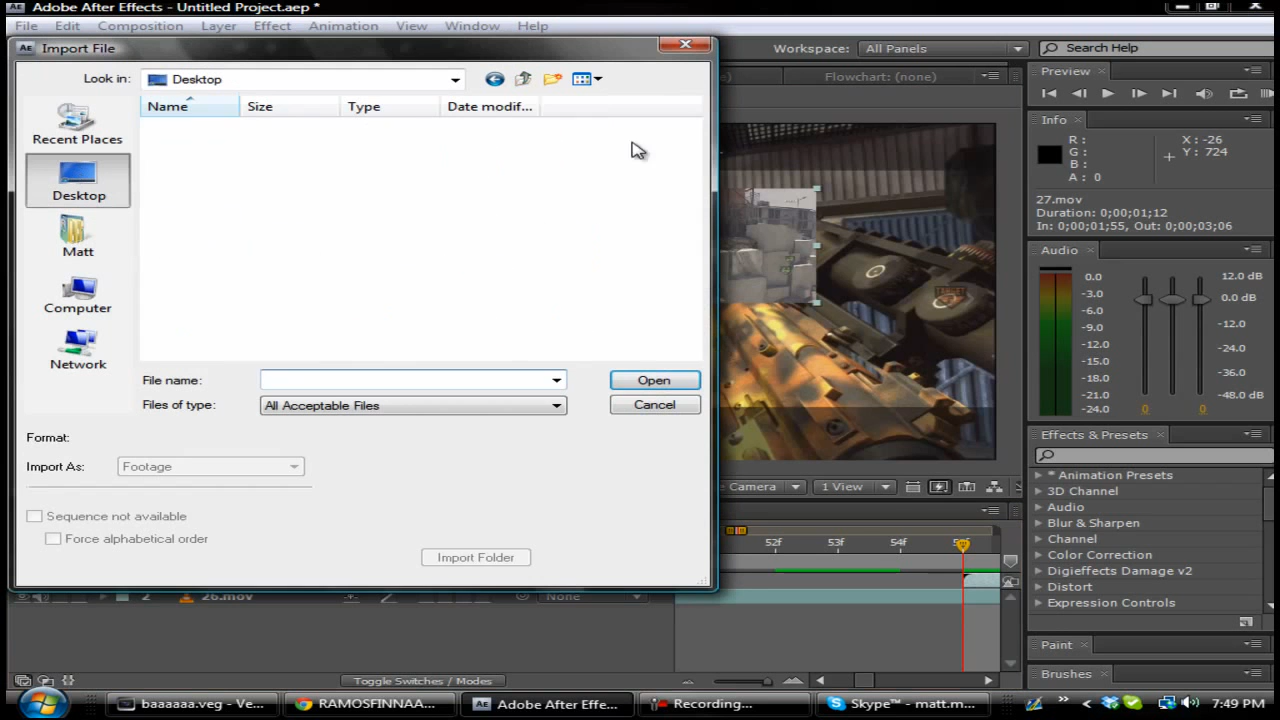 Adobe After Effects - Untitled Project.aep *
File Edit Composition Layer Effect Animation View Window Help
AE Import File
Workspace: All Panels
Search Help
Look in: Desktop
Name Size Type Date modif...
Recent Places
Desktop
Matt
Computer
Network
File name:
Open
Files of type: All Acceptable Files
Cancel
Format:
Import As: Footage
Sequence not available
Force alphabetical order
Import Folder
Flowchart: (none)
Camera 1 View
52f 53f 54f
2 26.mov None
Toggle Switches / Modes
Preview
Info
R : X : -26
G : Y : 724
B :
A : 0
27.mov
Duration: 0;00;01;12
In: 0;00;01;55, Out: 0;00;03;06
Audio
0.0 12.0 dB
-3.0 0.0 dB
-6.0
-9.0 -12.0
-12.0 -24.0
-15.0
-18.0 -36.0
-21.0 -48.0 dB
-24.0 0 0
Effects & Presets
* Animation Presets
3D Channel
Audio
Blur & Sharpen
Channel
Color Correction
Digieffects Damage v2
Distort
Expression Controls
Paint
Brushes
baaaaaa.veg - Ve...
RAMOSFINNAA...
AE Adobe After Effe...
Recording...
Skype™ - matt.m...
»
7:49 PM